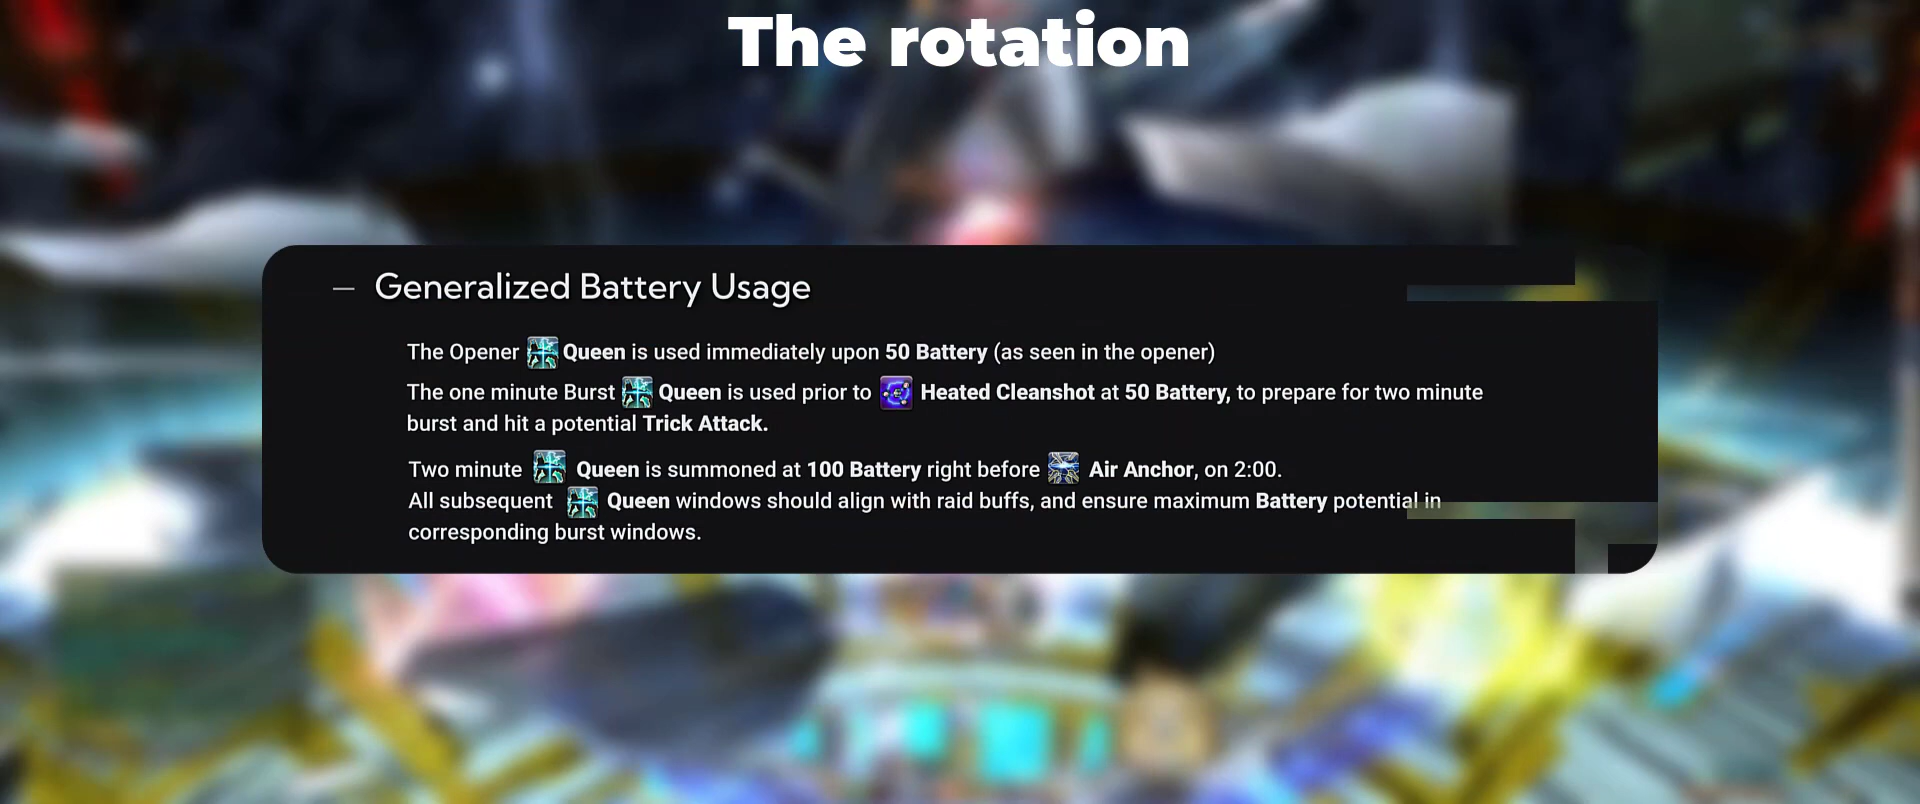 The rotation
— Generalized Battery Usage
The Opener Queen is used immediately upon 50 Battery (as seen in the opener)
The one minute Burst Queen is used prior to Heated Cleanshot at 50 Battery, to prepare for two minute
burst and hit a potential Trick Attack.
Two minute Queen is summoned at 100 Battery right before Air Anchor, on 2:00.
All subsequent Queen windows should align with raid buffs, and ensure maximum Battery potential in
corresponding burst windows.